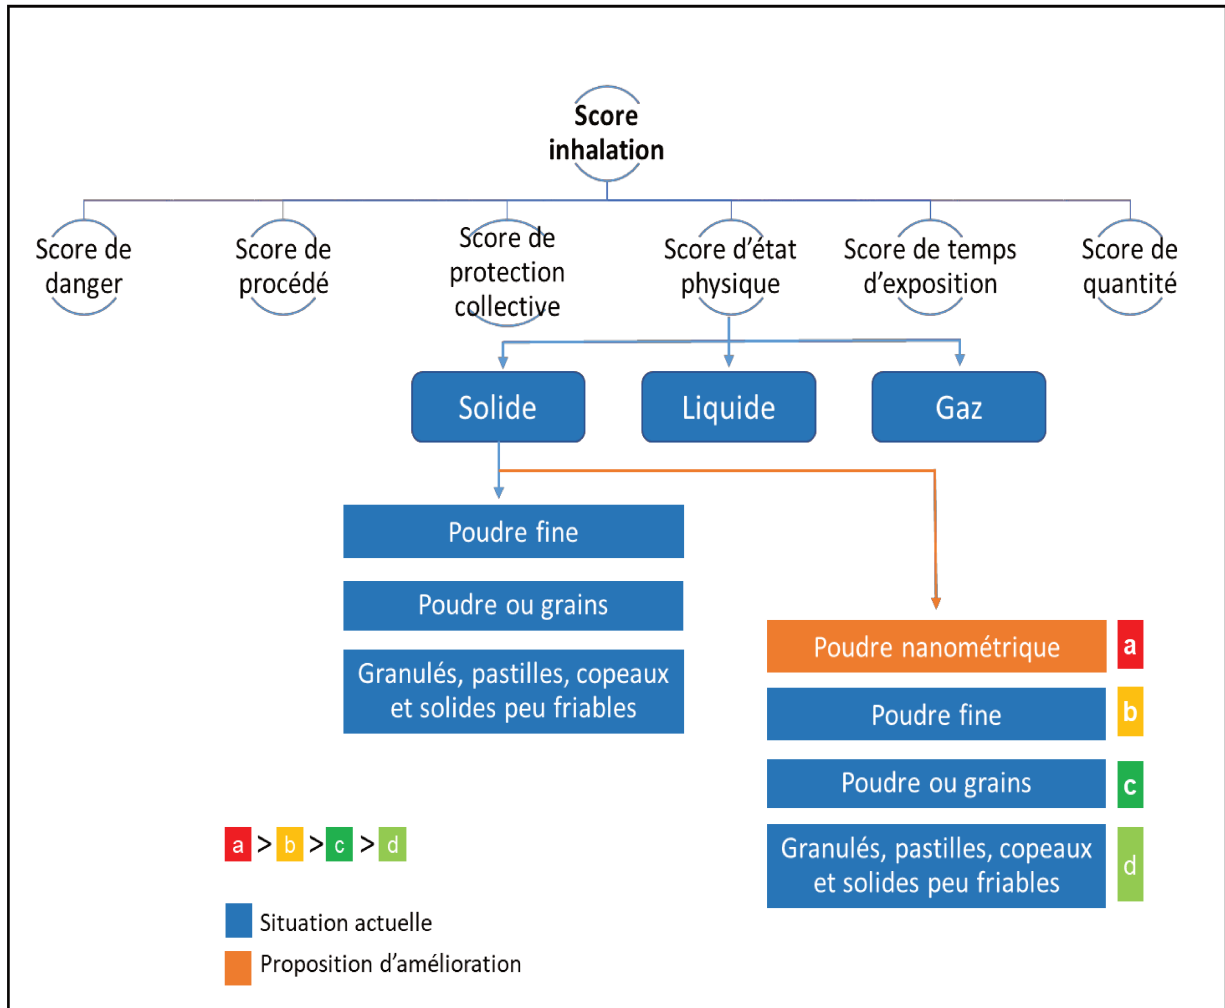 Score
inhalation
Score de
danger
Score de
procédé
Score de
protection
collective
Score d'état
physique
Score de temps
d'exposition
Score de
quantité
Solide
Liquide
Gaz
Poudre fine
Poudre ou grains
Granulés, pastilles, copeaux
et solides peu friables
Poudre nanométrique a
Poudre fine b
Poudre ou grains c
Granulés, pastilles, copeaux
et solides peu friables
d
a > b > c > d
Situation actuelle
Proposition d'amélioration